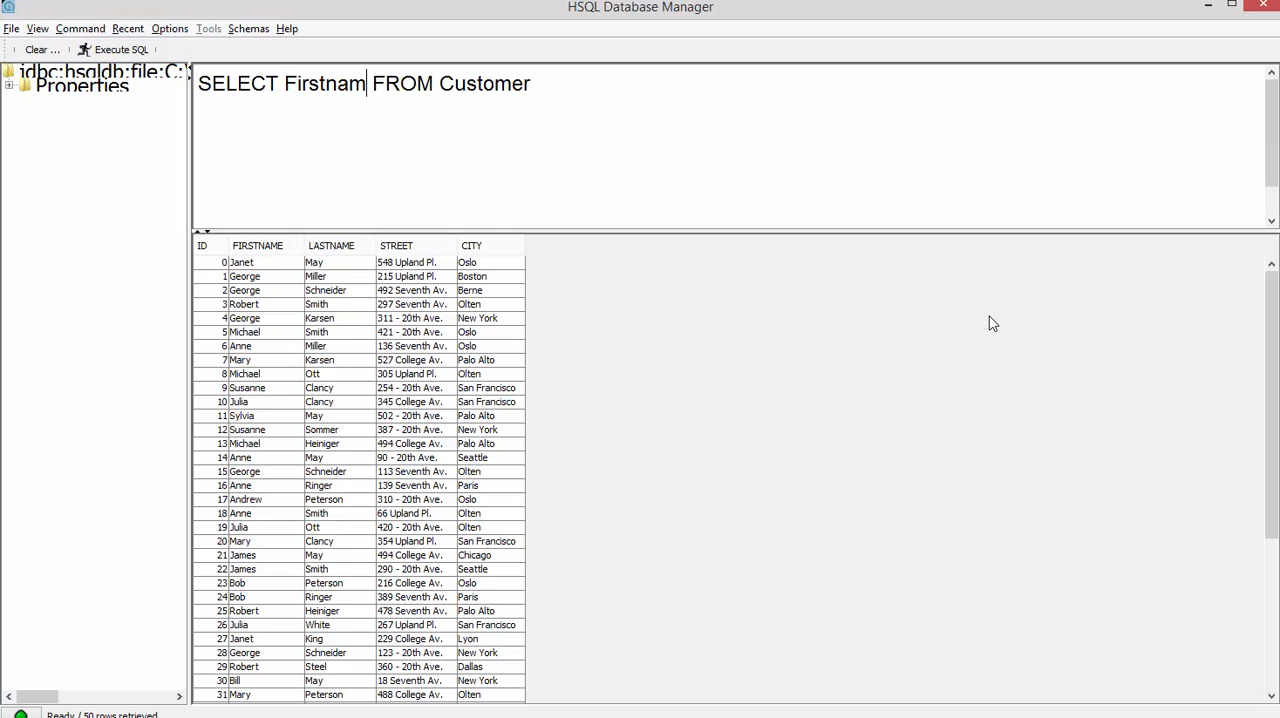 HSQL Database Manager
File View Command Recent Options Tools Schemas Help
Clear ... Execute SQL
jdbc:hsqldb:file:C:\
Properties
SELECT Firstnam FROM Customer
ID FIRSTNAME LASTNAME STREET CITY
0 Janet May 548 Upland Pl. Oslo
1 George Miller 215 Upland Pl. Boston
2 George Schneider 492 Seventh Av. Berne
3 Robert Smith 297 Seventh Av. Olten
4 George Karsen 311 - 20th Ave. New York
5 Michael Smith 421 - 20th Ave. Oslo
6 Anne Miller 136 Seventh Av. Oslo
7 Mary Karsen 527 College Av. Palo Alto
8 Michael Ott 305 Upland Pl. Olten
9 Susanne Clancy 254 - 20th Ave. San Francisco
10 Julia Clancy 345 College Av. San Francisco
11 Sylvia May 502 - 20th Ave. Palo Alto
12 Susanne Sommer 387 - 20th Ave. New York
13 Michael Heiniger 494 College Av. Palo Alto
14 Anne May 90 - 20th Ave. Seattle
15 George Schneider 113 Seventh Av. Olten
16 Anne Ringer 139 Seventh Av. Paris
17 Andrew Peterson 310 - 20th Ave. Oslo
18 Anne Smith 66 Upland Pl. Olten
19 Julia Ott 420 - 20th Ave. Olten
20 Mary Clancy 354 Upland Pl. San Francisco
21 James May 494 College Av. Chicago
22 James Smith 290 - 20th Ave. Seattle
23 Bob Peterson 216 College Av. Oslo
24 Bob Ringer 389 Seventh Av. Paris
25 Robert Heiniger 478 Seventh Av. Palo Alto
26 Julia White 267 Upland Pl. San Francisco
27 Janet King 229 College Av. Lyon
28 George Schneider 123 - 20th Ave. New York
29 Robert Steel 360 - 20th Ave. Dallas
30 Bill May 18 Seventh Av. New York
31 Mary Peterson 488 College Av. Olten
Ready / 50 rows retrieved